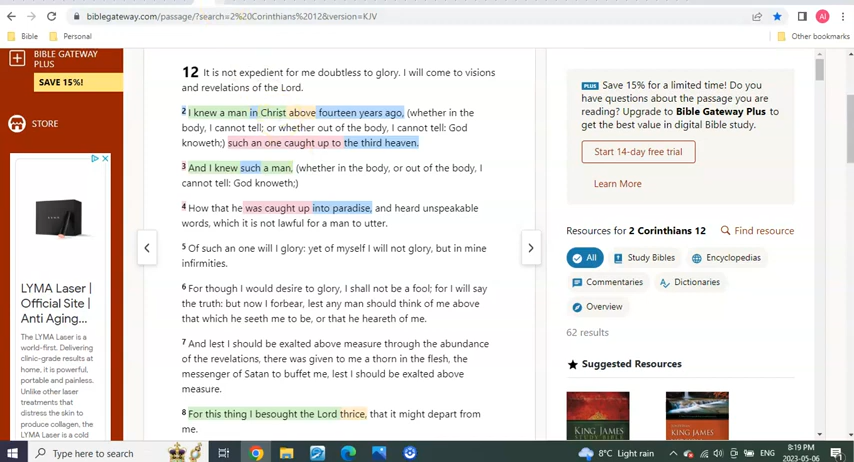 biblegateway.com/passage/?search=2%20Corinthians%2012&version=KJV
AI
Bible
Personal
Other bookmarks
BIBLE GATEWAY
PLUS
SAVE 15%!
STORE
LYMA Laser |
Official Site |
Anti Aging...
The LYMA Laser is a
world-first. Delivering
clinic-grade results at
home, it is powerful,
portable and painless.
Unlike other laser
treatments that
distress the skin to
produce collagen, the
LYMA Laser is a cold
12 It is not expedient for me doubtless to glory. I will come to visions
and revelations of the Lord.
2 I knew a man in Christ above fourteen years ago, (whether in the
body, I cannot tell; or whether out of the body, I cannot tell: God
knoweth;) such an one caught up to the third heaven.
3 And I knew such a man, (whether in the body, or out of the body, I
cannot tell: God knoweth;)
4 How that he was caught up into paradise, and heard unspeakable
words, which it is not lawful for a man to utter.
5 Of such an one will I glory: yet of myself I will not glory, but in mine
infirmities.
6 For though I would desire to glory, I shall not be a fool; for I will say
the truth: but now I forbear, lest any man should think of me above
that which he seeth me to be, or that he heareth of me.
7 And lest I should be exalted above measure through the abundance
of the revelations, there was given to me a thorn in the flesh, the
messenger of Satan to buffet me, lest I should be exalted above
measure.
8 For this thing I besought the Lord thrice, that it might depart from
me.
PLUS Save 15% for a limited time! Do you
have questions about the passage you are
reading? Upgrade to Bible Gateway Plus to
get the best value in digital Bible study.
Start 14-day free trial
Learn More
Resources for 2 Corinthians 12
Find resource
All
Study Bibles
Encyclopedias
Commentaries
Dictionaries
Overview
62 results
Suggested Resources
KING JAMES
KING JAMES
Type here to search
8°C Light rain
ENG
8:19 PM
2023-05-06